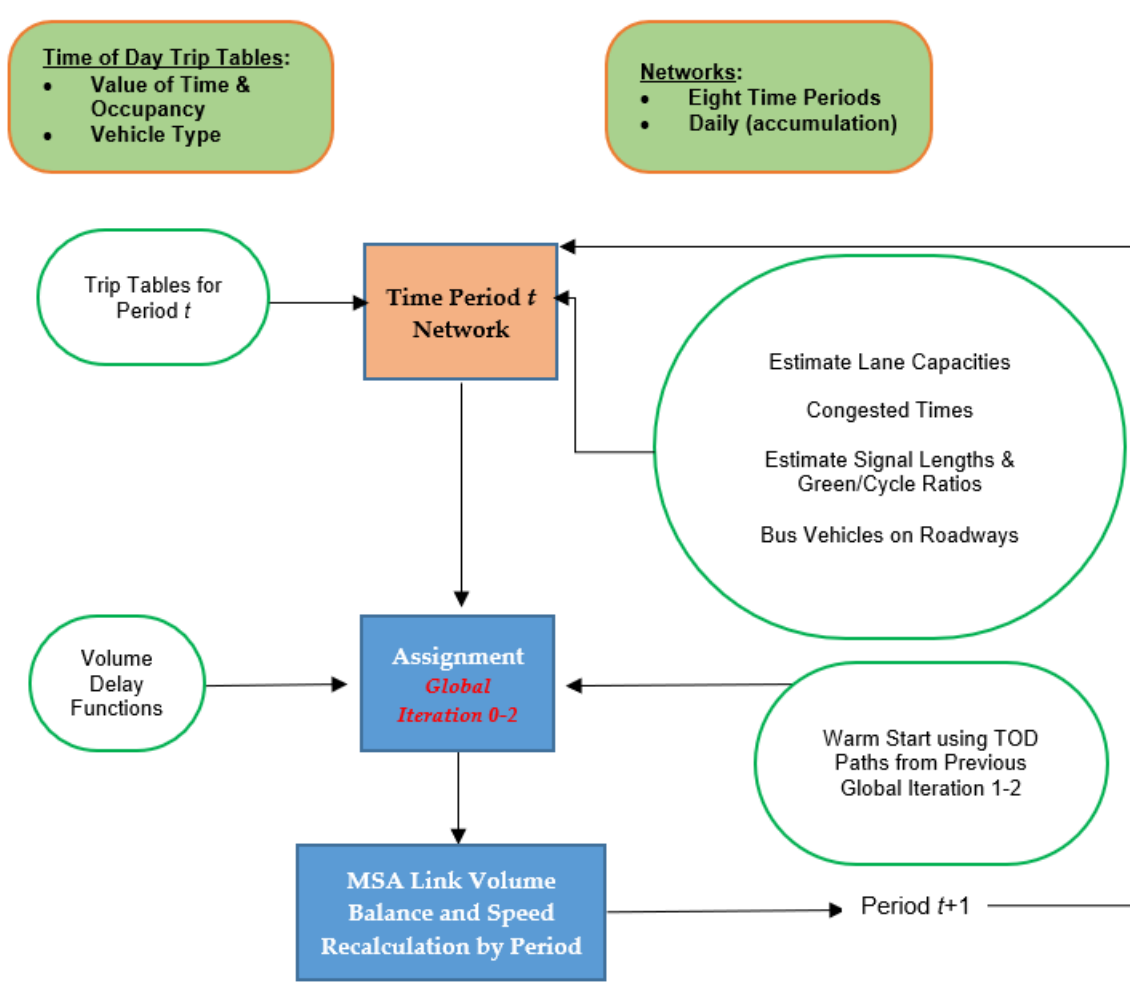 Time of Day Trip Tables:
• Value of Time &
Occupancy
• Vehicle Type
Networks:
• Eight Time Periods
• Daily (accumulation)
Trip Tables for
Period t
Time Period t
Network
Estimate Lane Capacities
Congested Times
Estimate Signal Lengths &
Green/Cycle Ratios
Bus Vehicles on Roadways
Volume
Delay
Functions
Assignment
Global
Iteration 0-2
Warm Start using TOD
Paths from Previous
Global Iteration 1-2
MSA Link Volume
Balance and Speed
Recalculation by Period
Period t+1